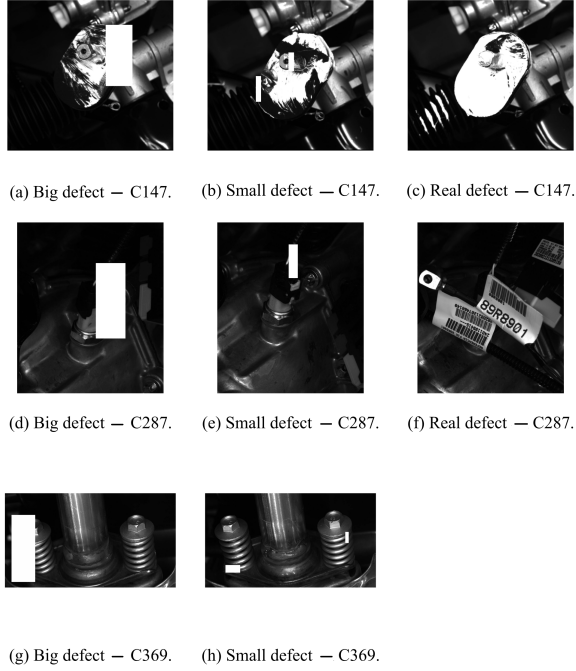 (a) Big defect — C147.
(b) Small defect — C147.
(c) Real defect — C147.
89R8901
(d) Big defect — C287.
(e) Small defect — C287.
(f) Real defect — C287.
(g) Big defect — C369.
(h) Small defect — C369.